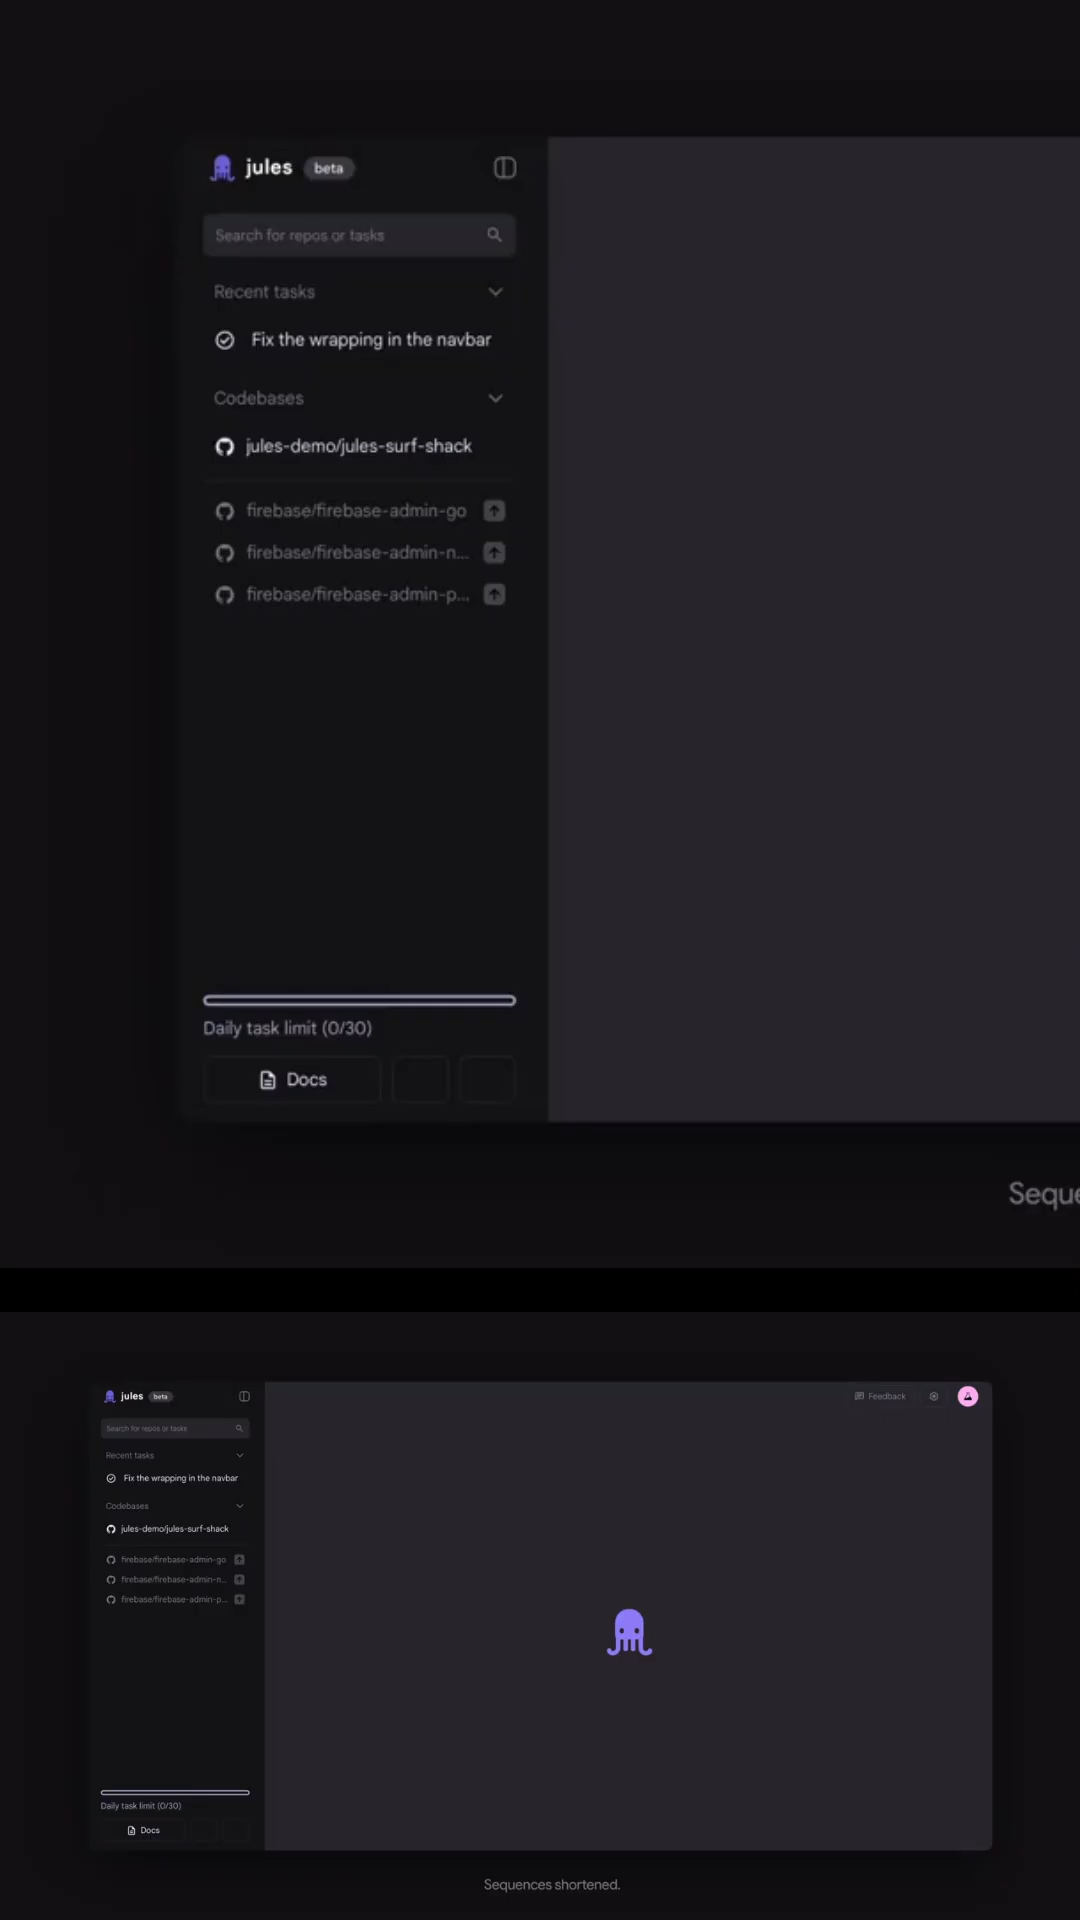 jules beta
Search for repos or tasks
Recent tasks
Fix the wrapping in the navbar
Codebases
jules-demo/jules-surf-shack
firebase/firebase-admin-go
firebase/firebase-admin-n...
firebase/firebase-admin-p...
Daily task limit (0/30)
Docs
Seque
jules beta
Feedback
Search for repos or tasks
Recent tasks
Fix the wrapping in the navbar
Codebases
jules-demo/jules-surf-shack
firebase/firebase-admin-go
firebase/firebase-admin-n...
firebase/firebase-admin-p...
Daily task limit (0/30)
Docs
Sequences shortened.